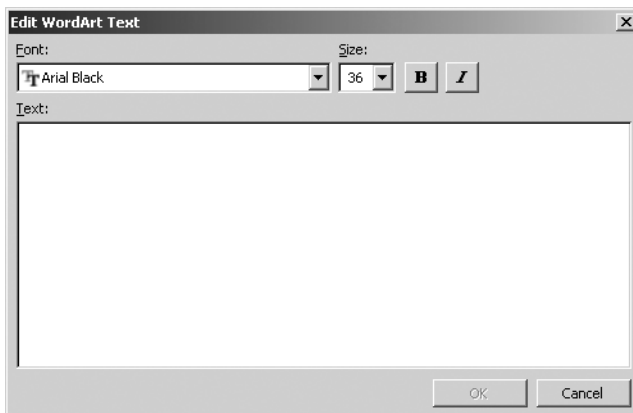 Edit WordArt Text
Font: Size:
Arial Black 36 B I
Text:
OK Cancel